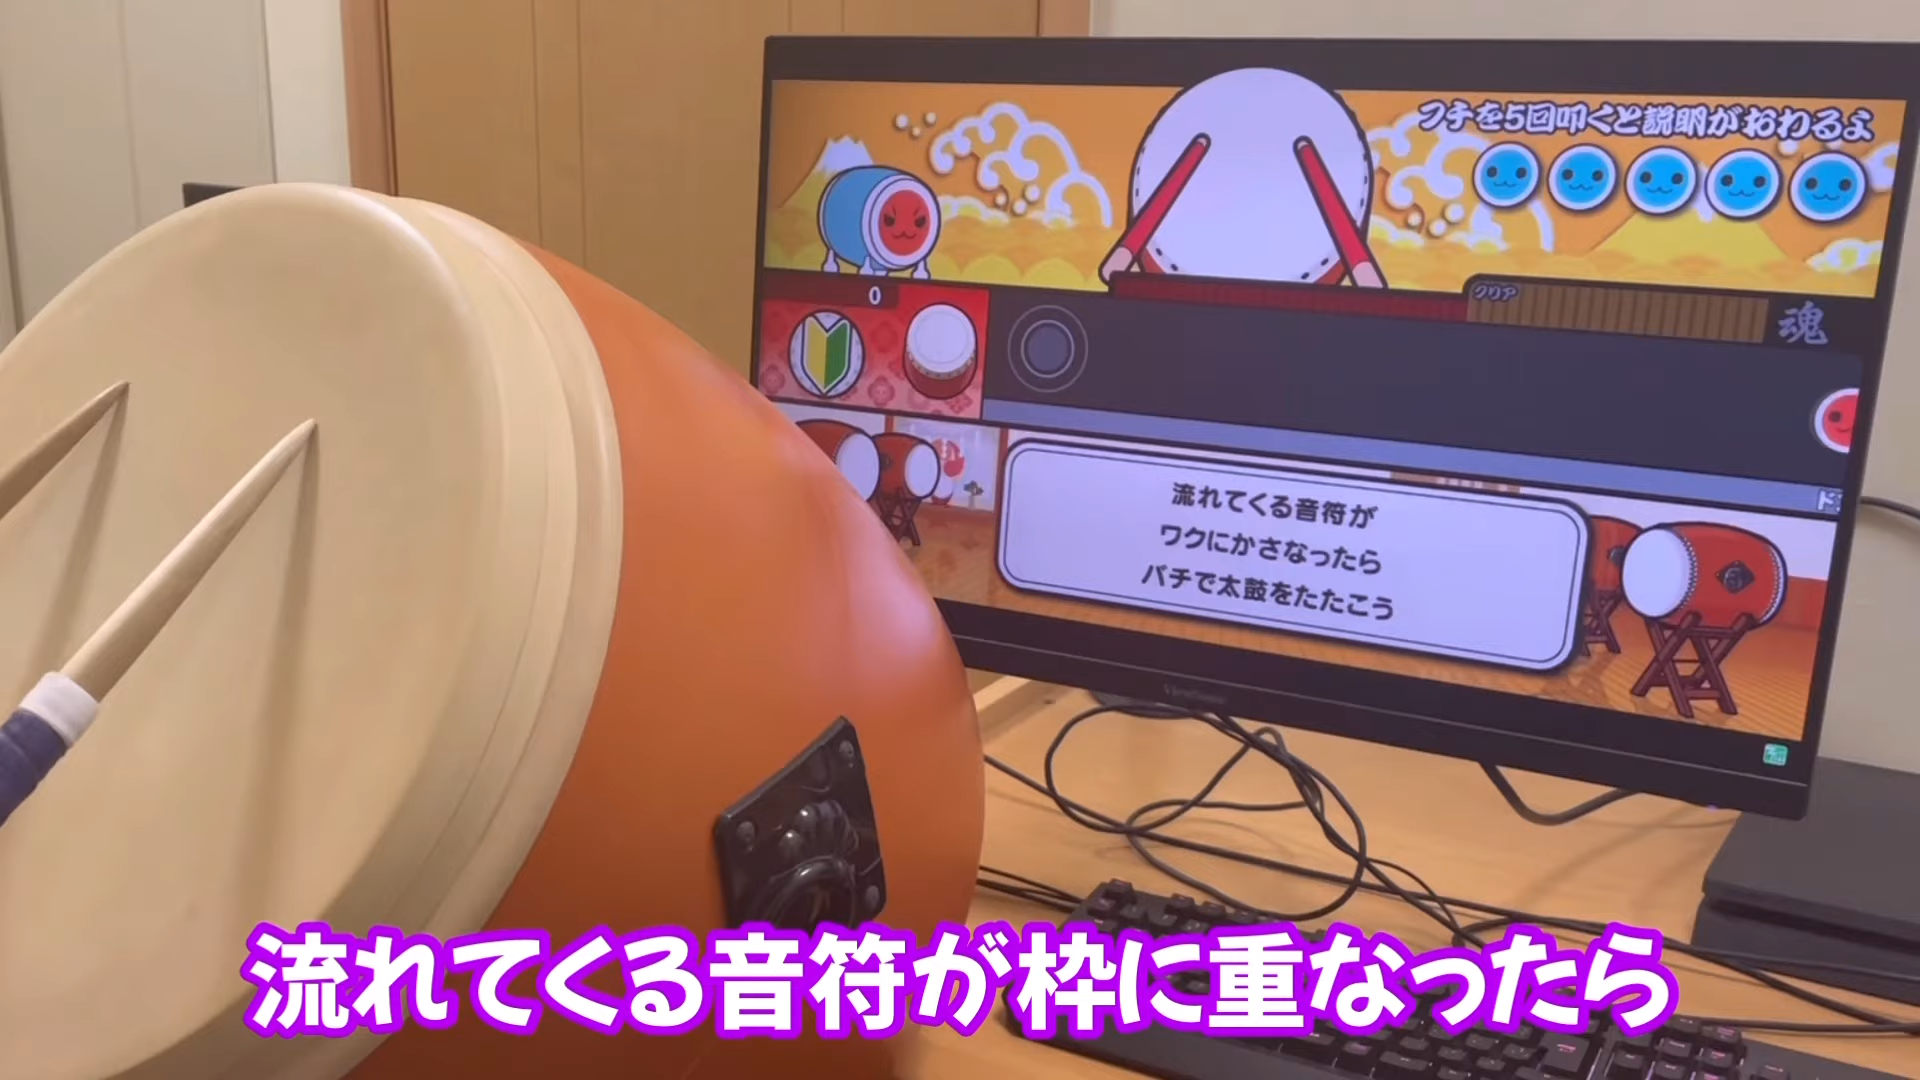 フチを5回叩くと説明がおわるよ
0
クリア
魂
流れてくる音符が
ワクにかさなったら
バチで太鼓をたたこう
ViewSonic
流れてくる音符が枠に重なったら